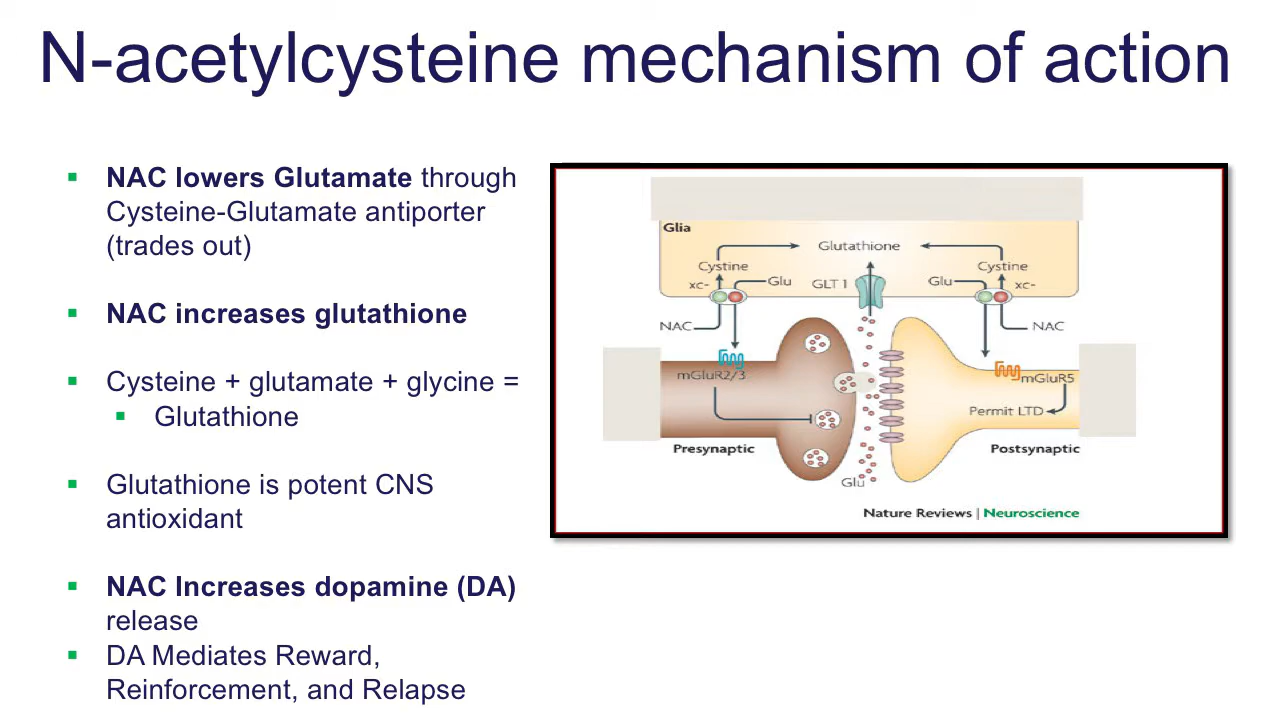 N-acetylcysteine mechanism of action
NAC lowers Glutamate through
Cysteine-Glutamate antiporter
(trades out)
NAC increases glutathione
Cysteine + glutamate + glycine =
Glutathione
Glutathione is potent CNS
antioxidant
NAC Increases dopamine (DA)
release
DA Mediates Reward,
Reinforcement, and Relapse
Glia
Glutathione
Cystine
Cystine
xc-
Glu
GLT 1
Glu
xc-
NAC
NAC
mGluR2/3
mGluR5
Permit LTD
Presynaptic
Postsynaptic
Glu
Nature Reviews | Neuroscience